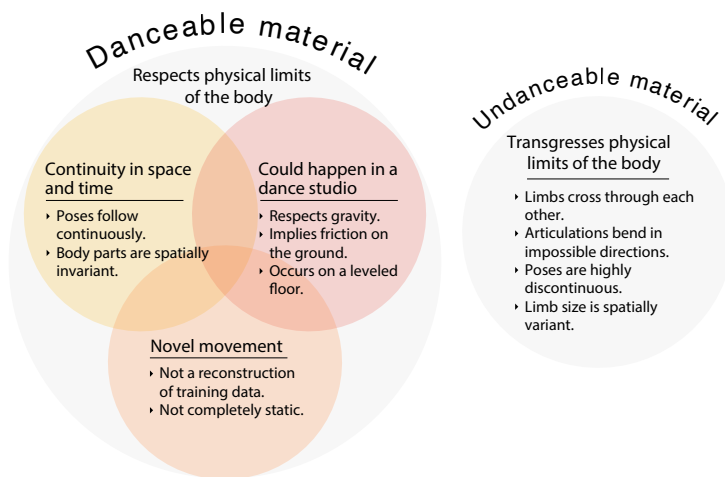 Danceable material
Respects physical limits
of the body
Continuity in space
and time
‣ Poses follow
continuously.
‣ Body parts are spatially
invariant.
Could happen in a
dance studio
‣ Respects gravity.
‣ Implies friction on
the ground.
‣ Occurs on a leveled
floor.
Novel movement
‣ Not a reconstruction
of training data.
‣ Not completely static.
Undanceable material
Transgresses physical
limits of the body
‣ Limbs cross through each
other.
‣ Articulations bend in
impossible directions.
‣ Poses are highly
discontinuous.
‣ Limb size is spatially
variant.